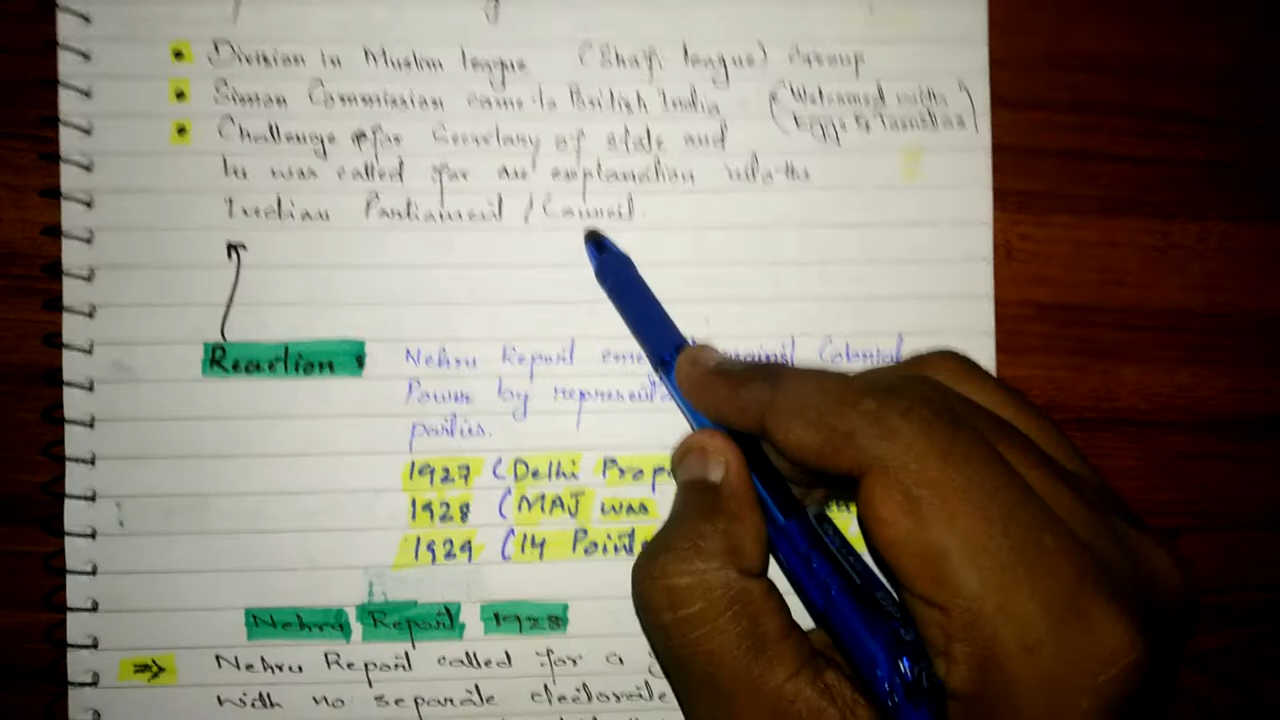 Division in Muslim league (Shafi league) Group
Simon Commission came to British India (Welcomed with
Eggs & Tomatoes)
Challenge for Secretary of state and
he was called for an explanation into the
Indian Parliament / Council.
Reaction : Nehru Report against Colonial
Power by
parties.
1927 (Delhi
1928 (MAJ was
1929 (14
Nehru Report 1928
⇒ Nehru Report called for a
with no separate electorate